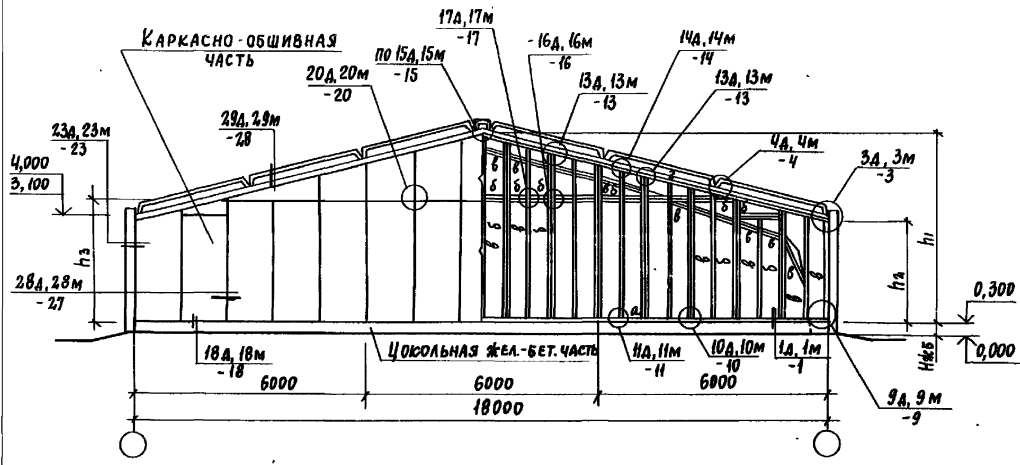 17д, 17м
-17
-16д, 16м
-16
14д, 14м
-14
Каркасно-обшивная
часть
по 15д, 15м
-15
20д, 20м
-20
13д, 13м
-13
13д, 13м
-13
29д, 29м
-28
23д, 23м
-23
4д, 4м
-4
3д, 3м
-3
4,000
3,100
h3
h2
h1
28д, 28м
-27
0,300
0,000
Нжб
а
18д, 18м
-18
Цокольная жел.-бет. часть
11д, 11м
-11
10д, 10м
-10
1д, 1м
-1
9д, 9м
-9
6000
6000
6000
18000